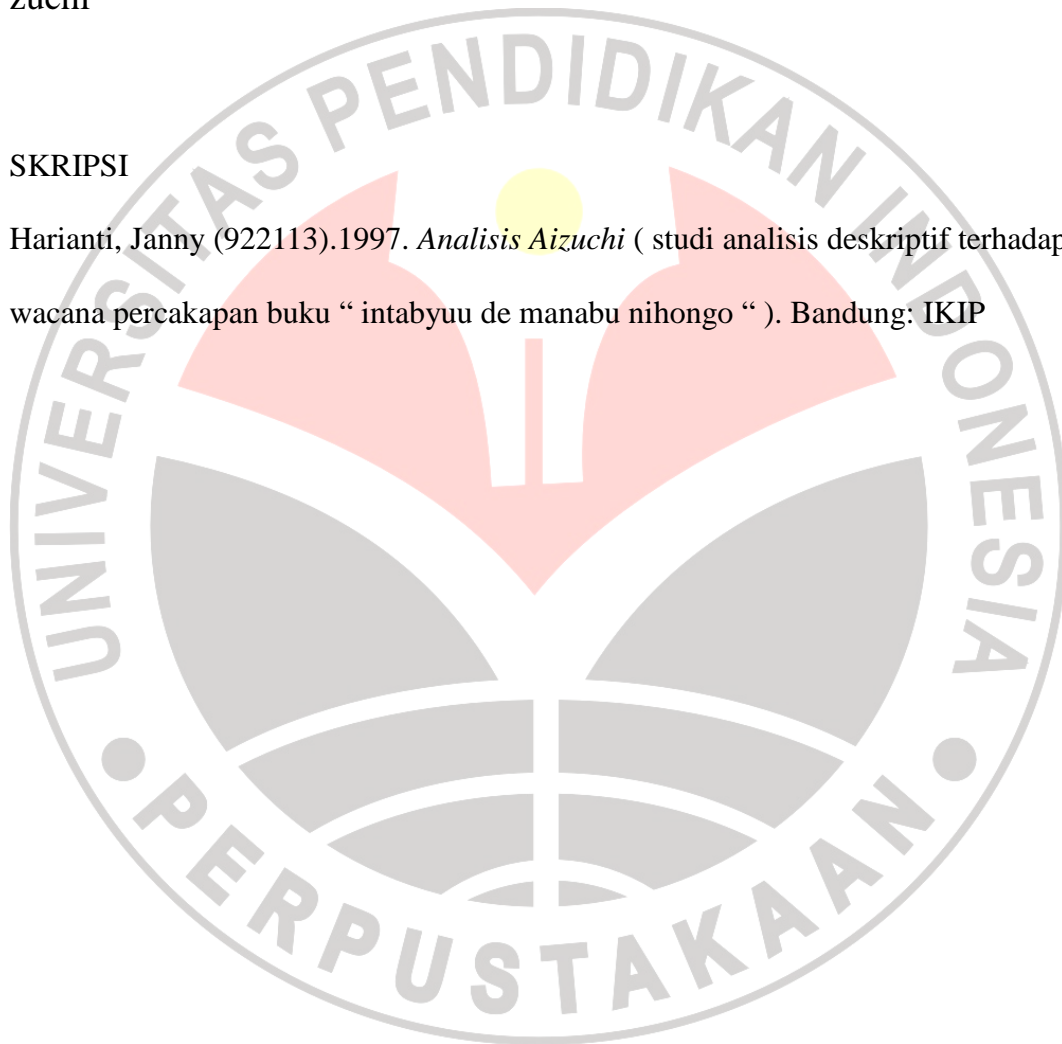 zuchi
SKRIPSI
Harianti, Janny (922113).1997. Analisis Aizuchi ( studi analisis deskriptif terhadap
wacana percakapan buku “ intabyuu de manabu nihongo “ ). Bandung: IKIP
UNIVERSITAS PENDIDIKAN INDONESIA
PERPUSTAKAAN